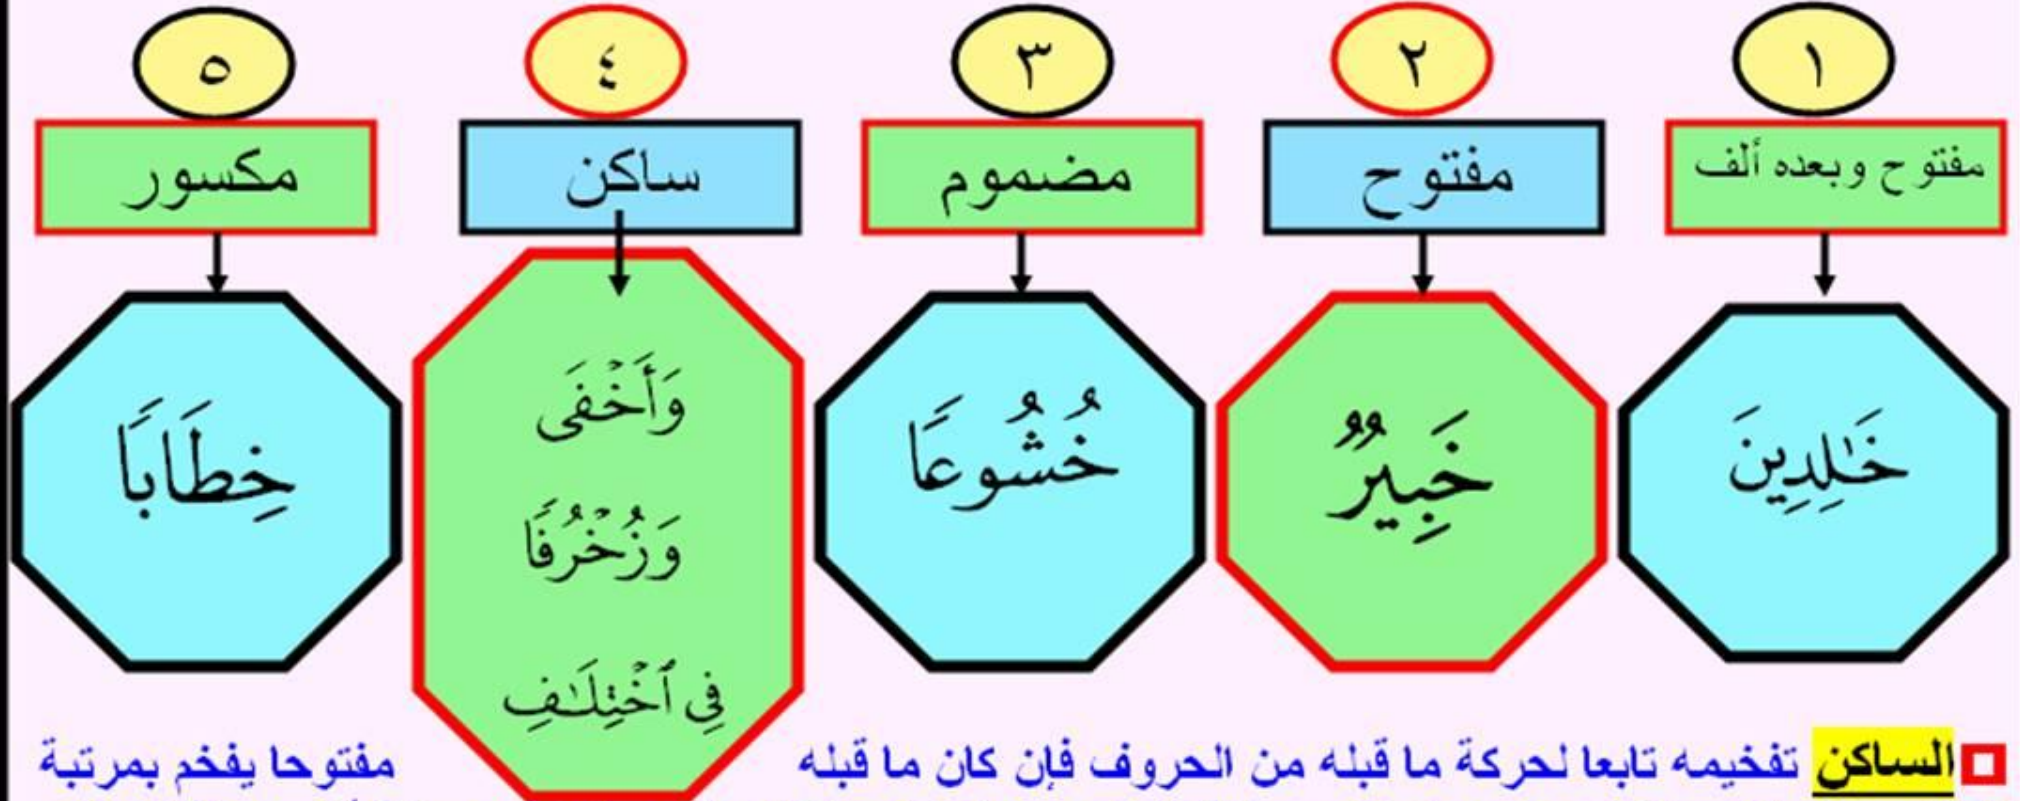 ١ ٢ ٣ ٤ ٥
مفتوح وبعده ألف
مفتوح
مضموم
ساكن
مكسور
خَـٰلِدِينَ
خَبِيرٌ
خُشُوعًا
وَأَخْفَى
وَزُخْرُفًا
فِى ٱخْتِلَـٰفِ
خِطَابًا
الساكن تفخيمه تابعا لحركة ما قبله من الحروف فإن كان ما قبله مفتوحا يفخم بمرتبة